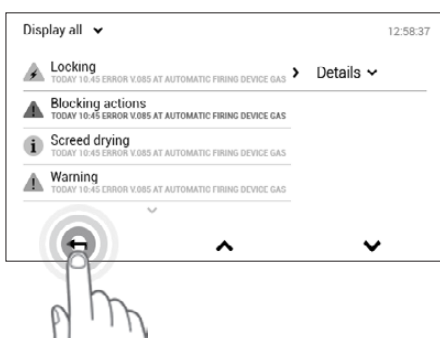 Display all
12:58:37
Locking
TODAY 10:45 ERROR V.085 AT AUTOMATIC FIRING DEVICE GAS
Details
Blocking actions
TODAY 10:45 ERROR V.085 AT AUTOMATIC FIRING DEVICE GAS
Screed drying
TODAY 10:45 ERROR V.085 AT AUTOMATIC FIRING DEVICE GAS
Warning
TODAY 10:45 ERROR V.085 AT AUTOMATIC FIRING DEVICE GAS